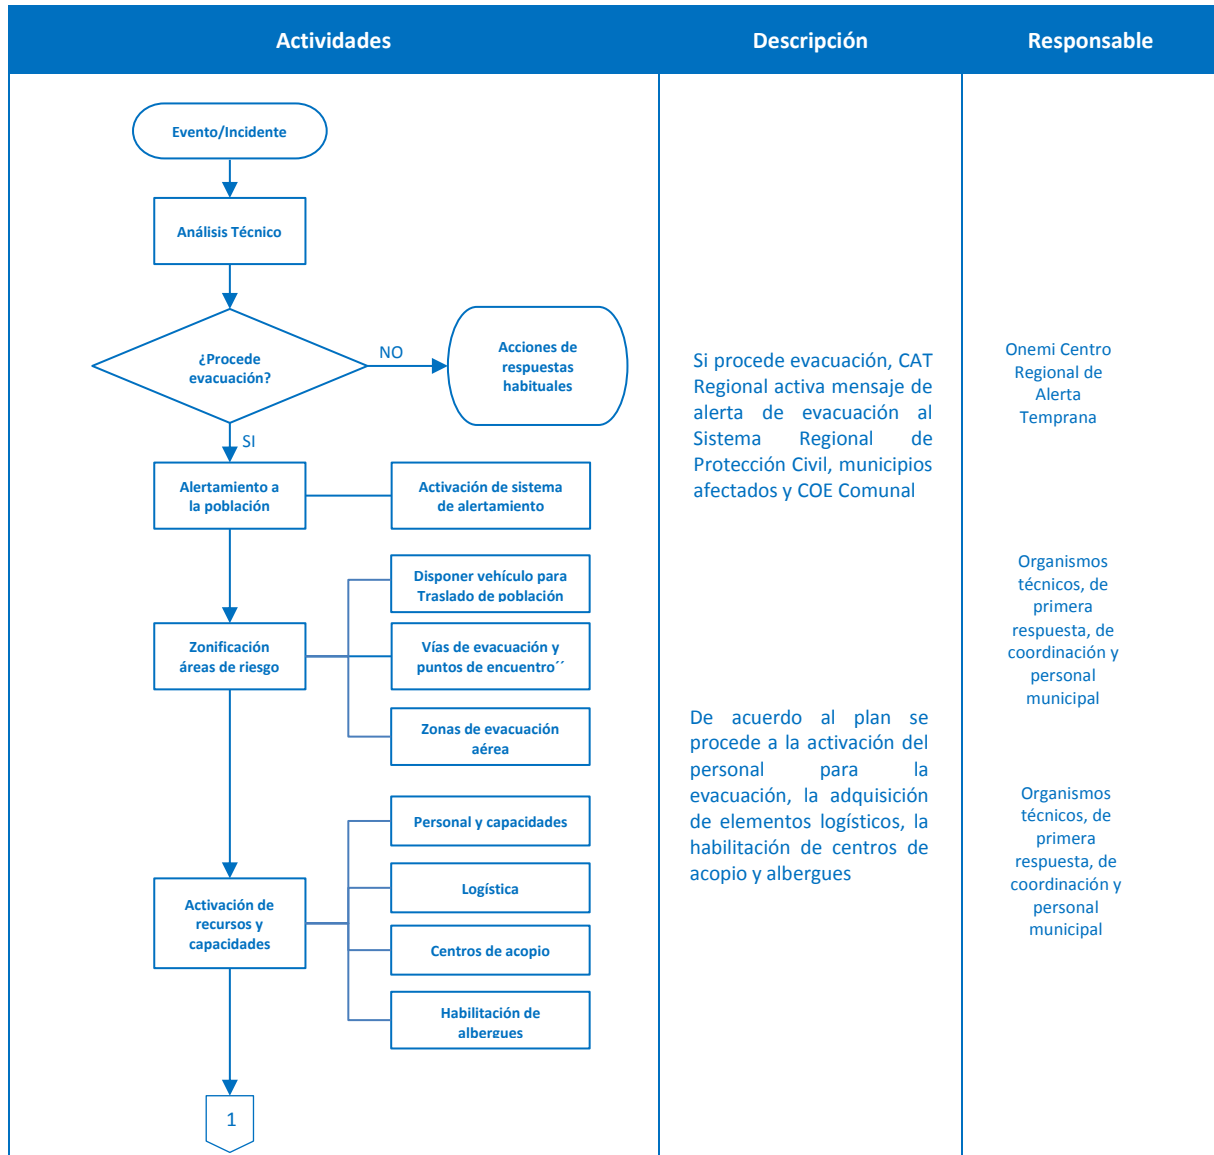 Actividades
Descripción
Responsable
Evento/Incidente
Análisis Técnico
¿Procede
evacuación?
NO
Acciones de
respuestas
habituales
SI
Alertamiento a
la población
Activación de sistema
de alertamiento
Disponer vehículo para
Traslado de población
Zonificación
áreas de riesgo
Vías de evacuación y
puntos de encuentro´´
Zonas de evacuación
aérea
Personal y capacidades
Logística
Activación de
recursos y
capacidades
Centros de acopio
Habilitación de
albergues
1
Si procede evacuación, CAT
Regional activa mensaje de
alerta de evacuación al
Sistema Regional de
Protección Civil, municipios
afectados y COE Comunal
De acuerdo al plan se
procede a la activación del
personal para la
evacuación, la adquisición
de elementos logísticos, la
habilitación de centros de
acopio y albergues
Onemi Centro
Regional de
Alerta
Temprana
Organismos
técnicos, de
primera
respuesta, de
coordinación y
personal
municipal
Organismos
técnicos, de
primera
respuesta, de
coordinación y
personal
municipal